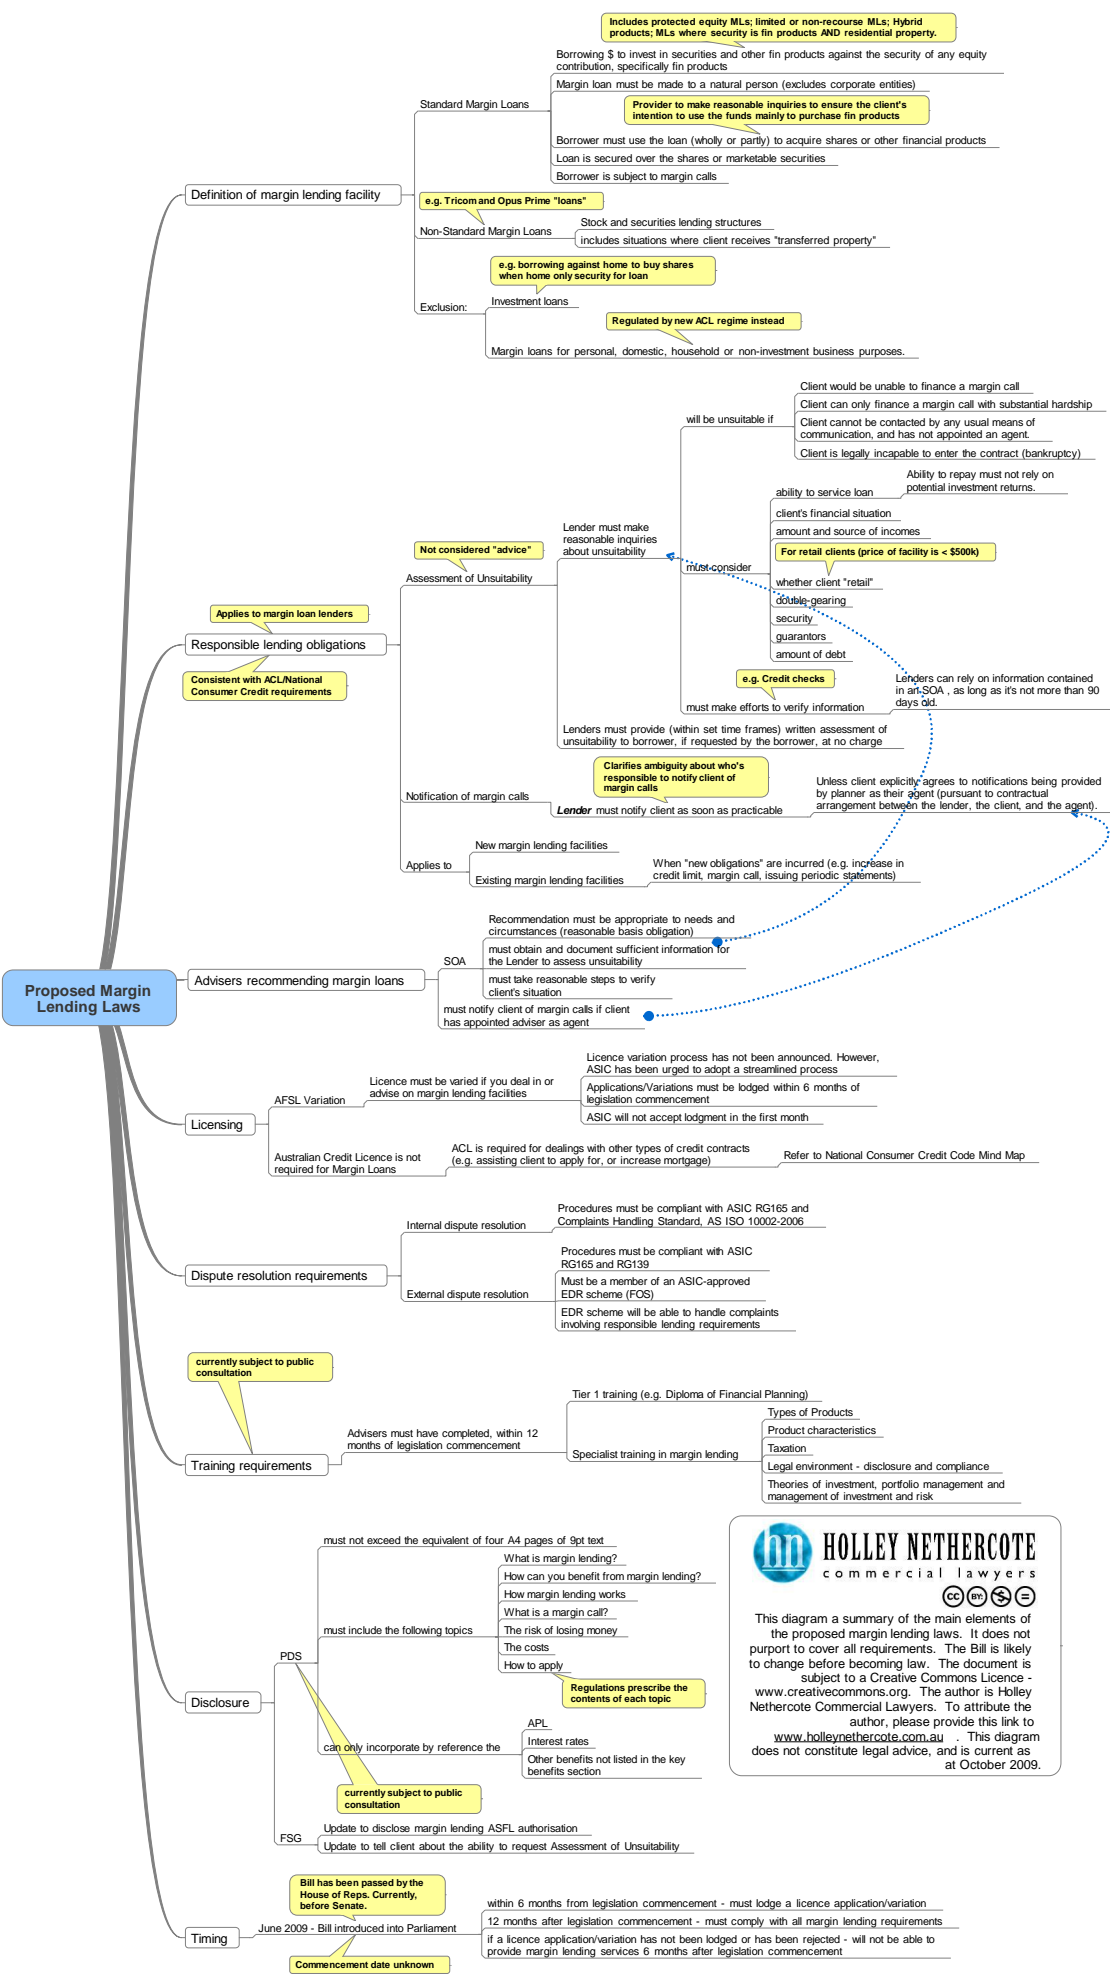 Includes protected equity MLs; limited or non-recourse MLs; Hybrid
products; MLs where security is fin products AND residential property.
Borrowing $ to invest in securities and other fin products against the security of any equity
contribution, specifically fin products
Margin loan must be made to a natural person (excludes corporate entities)
Standard Margin Loans
Provider to make reasonable inquiries to ensure the client's
intention to use the funds mainly to purchase fin products
Borrower must use the loan (wholly or partly) to acquire shares or other financial products
Loan is secured over the shares or marketable securities
Borrower is subject to margin calls
Definition of margin lending facility
e.g. Tricom and Opus Prime "loans"
Non-Standard Margin Loans
Stock and securities lending structures
includes situations where client receives "transferred property"
e.g. borrowing against home to buy shares
when home only security for loan
Exclusion:
Investment loans
Regulated by new ACL regime instead
Margin loans for personal, domestic, household or non-investment business purposes.
Client would be unable to finance a margin call
Client can only finance a margin call with substantial hardship
will be unsuitable if
Client cannot be contacted by any usual means of
communication, and has not appointed an agent.
Client is legally incapable to enter the contract (bankruptcy)
Ability to repay must not rely on
potential investment returns.
ability to service loan
client's financial situation
amount and source of incomes
Lender must make
reasonable inquiries
about unsuitability
Not considered "advice"
For retail clients (price of facility is < $500k)
must consider
whether client "retail"
Assessment of Unsuitability
double-gearing
security
guarantors
amount of debt
Applies to margin loan lenders
Responsible lending obligations
Consistent with ACL/National
Consumer Credit requirements
e.g. Credit checks
must make efforts to verify information
Lenders can rely on information contained
in an SOA , as long as it's not more than 90
days old.
Lenders must provide (within set time frames) written assessment of
unsuitability to borrower, if requested by the borrower, at no charge
Clarifies ambiguity about who's
responsible to notify client of
margin calls
Notification of margin calls
Lender must notify client as soon as practicable
Unless client explicitly agrees to notifications being provided
by planner as their agent (pursuant to contractual
arrangement between the lender, the client, and the agent).
Applies to
New margin lending facilities
Existing margin lending facilities
When "new obligations" are incurred (e.g. increase in
credit limit, margin call, issuing periodic statements)
Proposed Margin
Lending Laws
Advisers recommending margin loans
SOA
Recommendation must be appropriate to needs and
circumstances (reasonable basis obligation)
must obtain and document sufficient information for
the Lender to assess unsuitability
must take reasonable steps to verify
client's situation
must notify client of margin calls if client
has appointed adviser as agent
Licensing
AFSL Variation
Licence must be varied if you deal in or
advise on margin lending facilities
Licence variation process has not been announced. However,
ASIC has been urged to adopt a streamlined process
Applications/Variations must be lodged within 6 months of
legislation commencement
ASIC will not accept lodgment in the first month
Australian Credit Licence is not
required for Margin Loans
ACL is required for dealings with other types of credit contracts
(e.g. assisting client to apply for, or increase mortgage)
Refer to National Consumer Credit Code Mind Map
Dispute resolution requirements
Internal dispute resolution
Procedures must be compliant with ASIC RG165 and
Complaints Handling Standard, AS ISO 10002-2006
External dispute resolution
Procedures must be compliant with ASIC
RG165 and RG139
Must be a member of an ASIC-approved
EDR scheme (FOS)
EDR scheme will be able to handle complaints
involving responsible lending requirements
currently subject to public
consultation
Training requirements
Advisers must have completed, within 12
months of legislation commencement
Tier 1 training (e.g. Diploma of Financial Planning)
Specialist training in margin lending
Types of Products
Product characteristics
Taxation
Legal environment - disclosure and compliance
Theories of investment, portfolio management and
management of investment and risk
Disclosure
PDS
must not exceed the equivalent of four A4 pages of 9pt text
must include the following topics
What is margin lending?
How can you benefit from margin lending?
How margin lending works
What is a margin call?
The risk of losing money
The costs
How to apply
Regulations prescribe the
contents of each topic
can only incorporate by reference the
APL
Interest rates
Other benefits not listed in the key
benefits section
currently subject to public
consultation
FSG
Update to disclose margin lending ASFL authorisation
Update to tell client about the ability to request Assessment of Unsuitability
Timing
Bill has been passed by the
House of Reps. Currently,
before Senate.
June 2009 - Bill introduced into Parliament
Commencement date unknown
within 6 months from legislation commencement - must lodge a licence application/variation
12 months after legislation commencement - must comply with all margin lending requirements
if a licence application/variation has not been lodged or has been rejected - will not be able to
provide margin lending services 6 months after legislation commencement
hn
HOLLEY NETHERCOTE
commercial lawyers
cc BY: $ =
This diagram a summary of the main elements of
the proposed margin lending laws. It does not
purport to cover all requirements. The Bill is likely
to change before becoming law. The document is
subject to a Creative Commons Licence -
www.creativecommons.org. The author is Holley
Nethercote Commercial Lawyers. To attribute the
author, please provide this link to
www.holleynethercote.com.au . This diagram
does not constitute legal advice, and is current as
at October 2009.